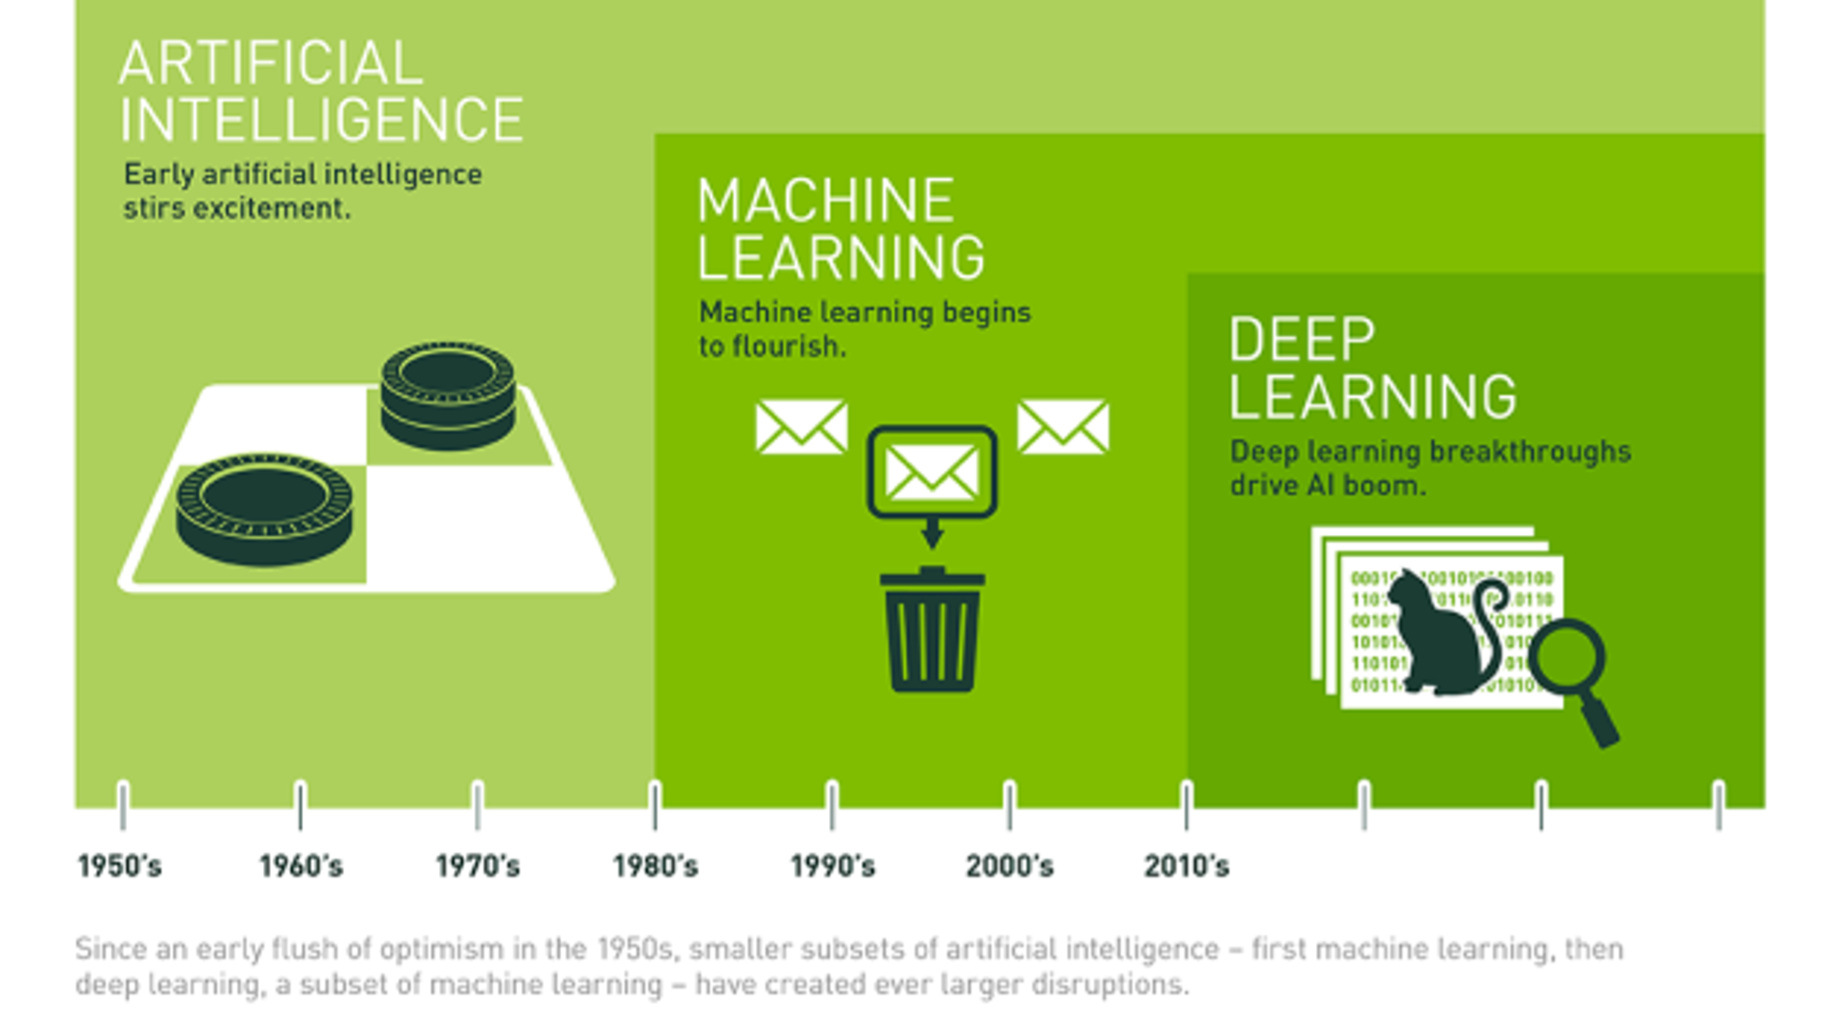 ARTIFICIAL
INTELLIGENCE
Early artificial intelligence
stirs excitement.
MACHINE
LEARNING
Machine learning begins
to flourish.
DEEP
LEARNING
Deep learning breakthroughs
drive AI boom.
1950's 1960's 1970's 1980's 1990's 2000's 2010's
Since an early flush of optimism in the 1950s, smaller subsets of artificial intelligence – first machine learning, then
deep learning, a subset of machine learning – have created ever larger disruptions.